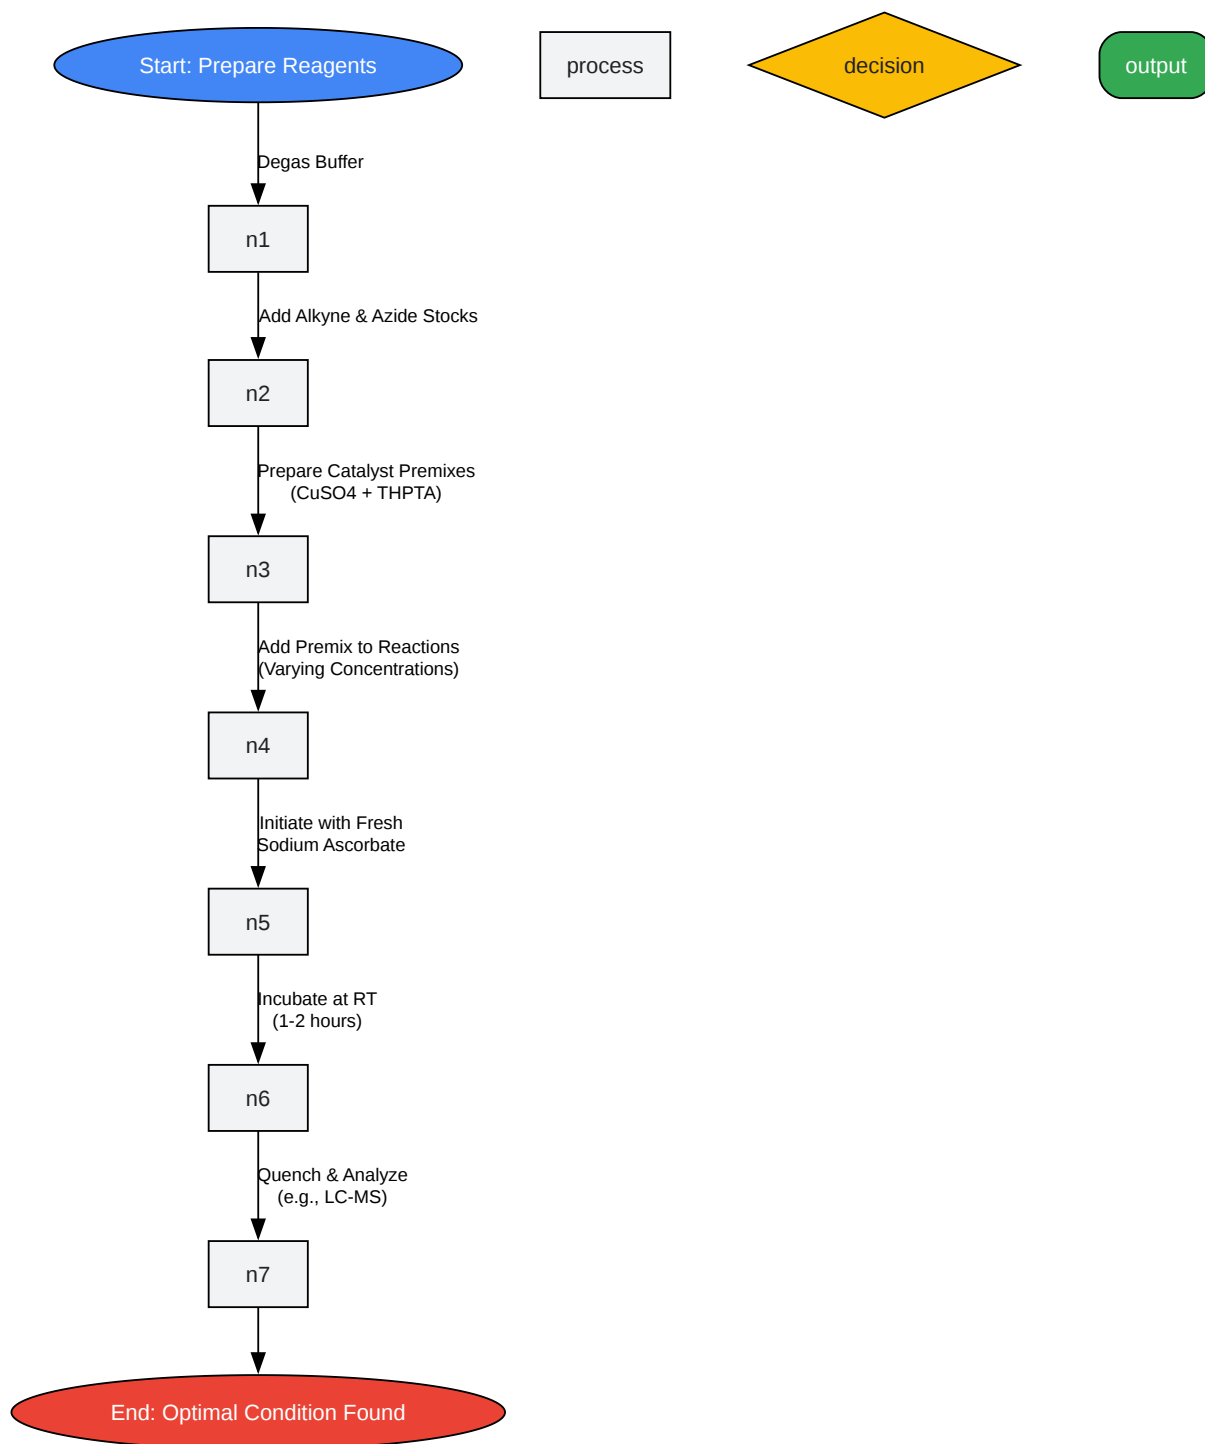 Start: Prepare Reagents
process
decision
output
Degas Buffer
n1
Add Alkyne & Azide Stocks
n2
Prepare Catalyst Premixes
(CuSO4 + THPTA)
n3
Add Premix to Reactions
(Varying Concentrations)
n4
Initiate with Fresh
Sodium Ascorbate
n5
Incubate at RT
(1-2 hours)
n6
Quench & Analyze
(e.g., LC-MS)
n7
End: Optimal Condition Found